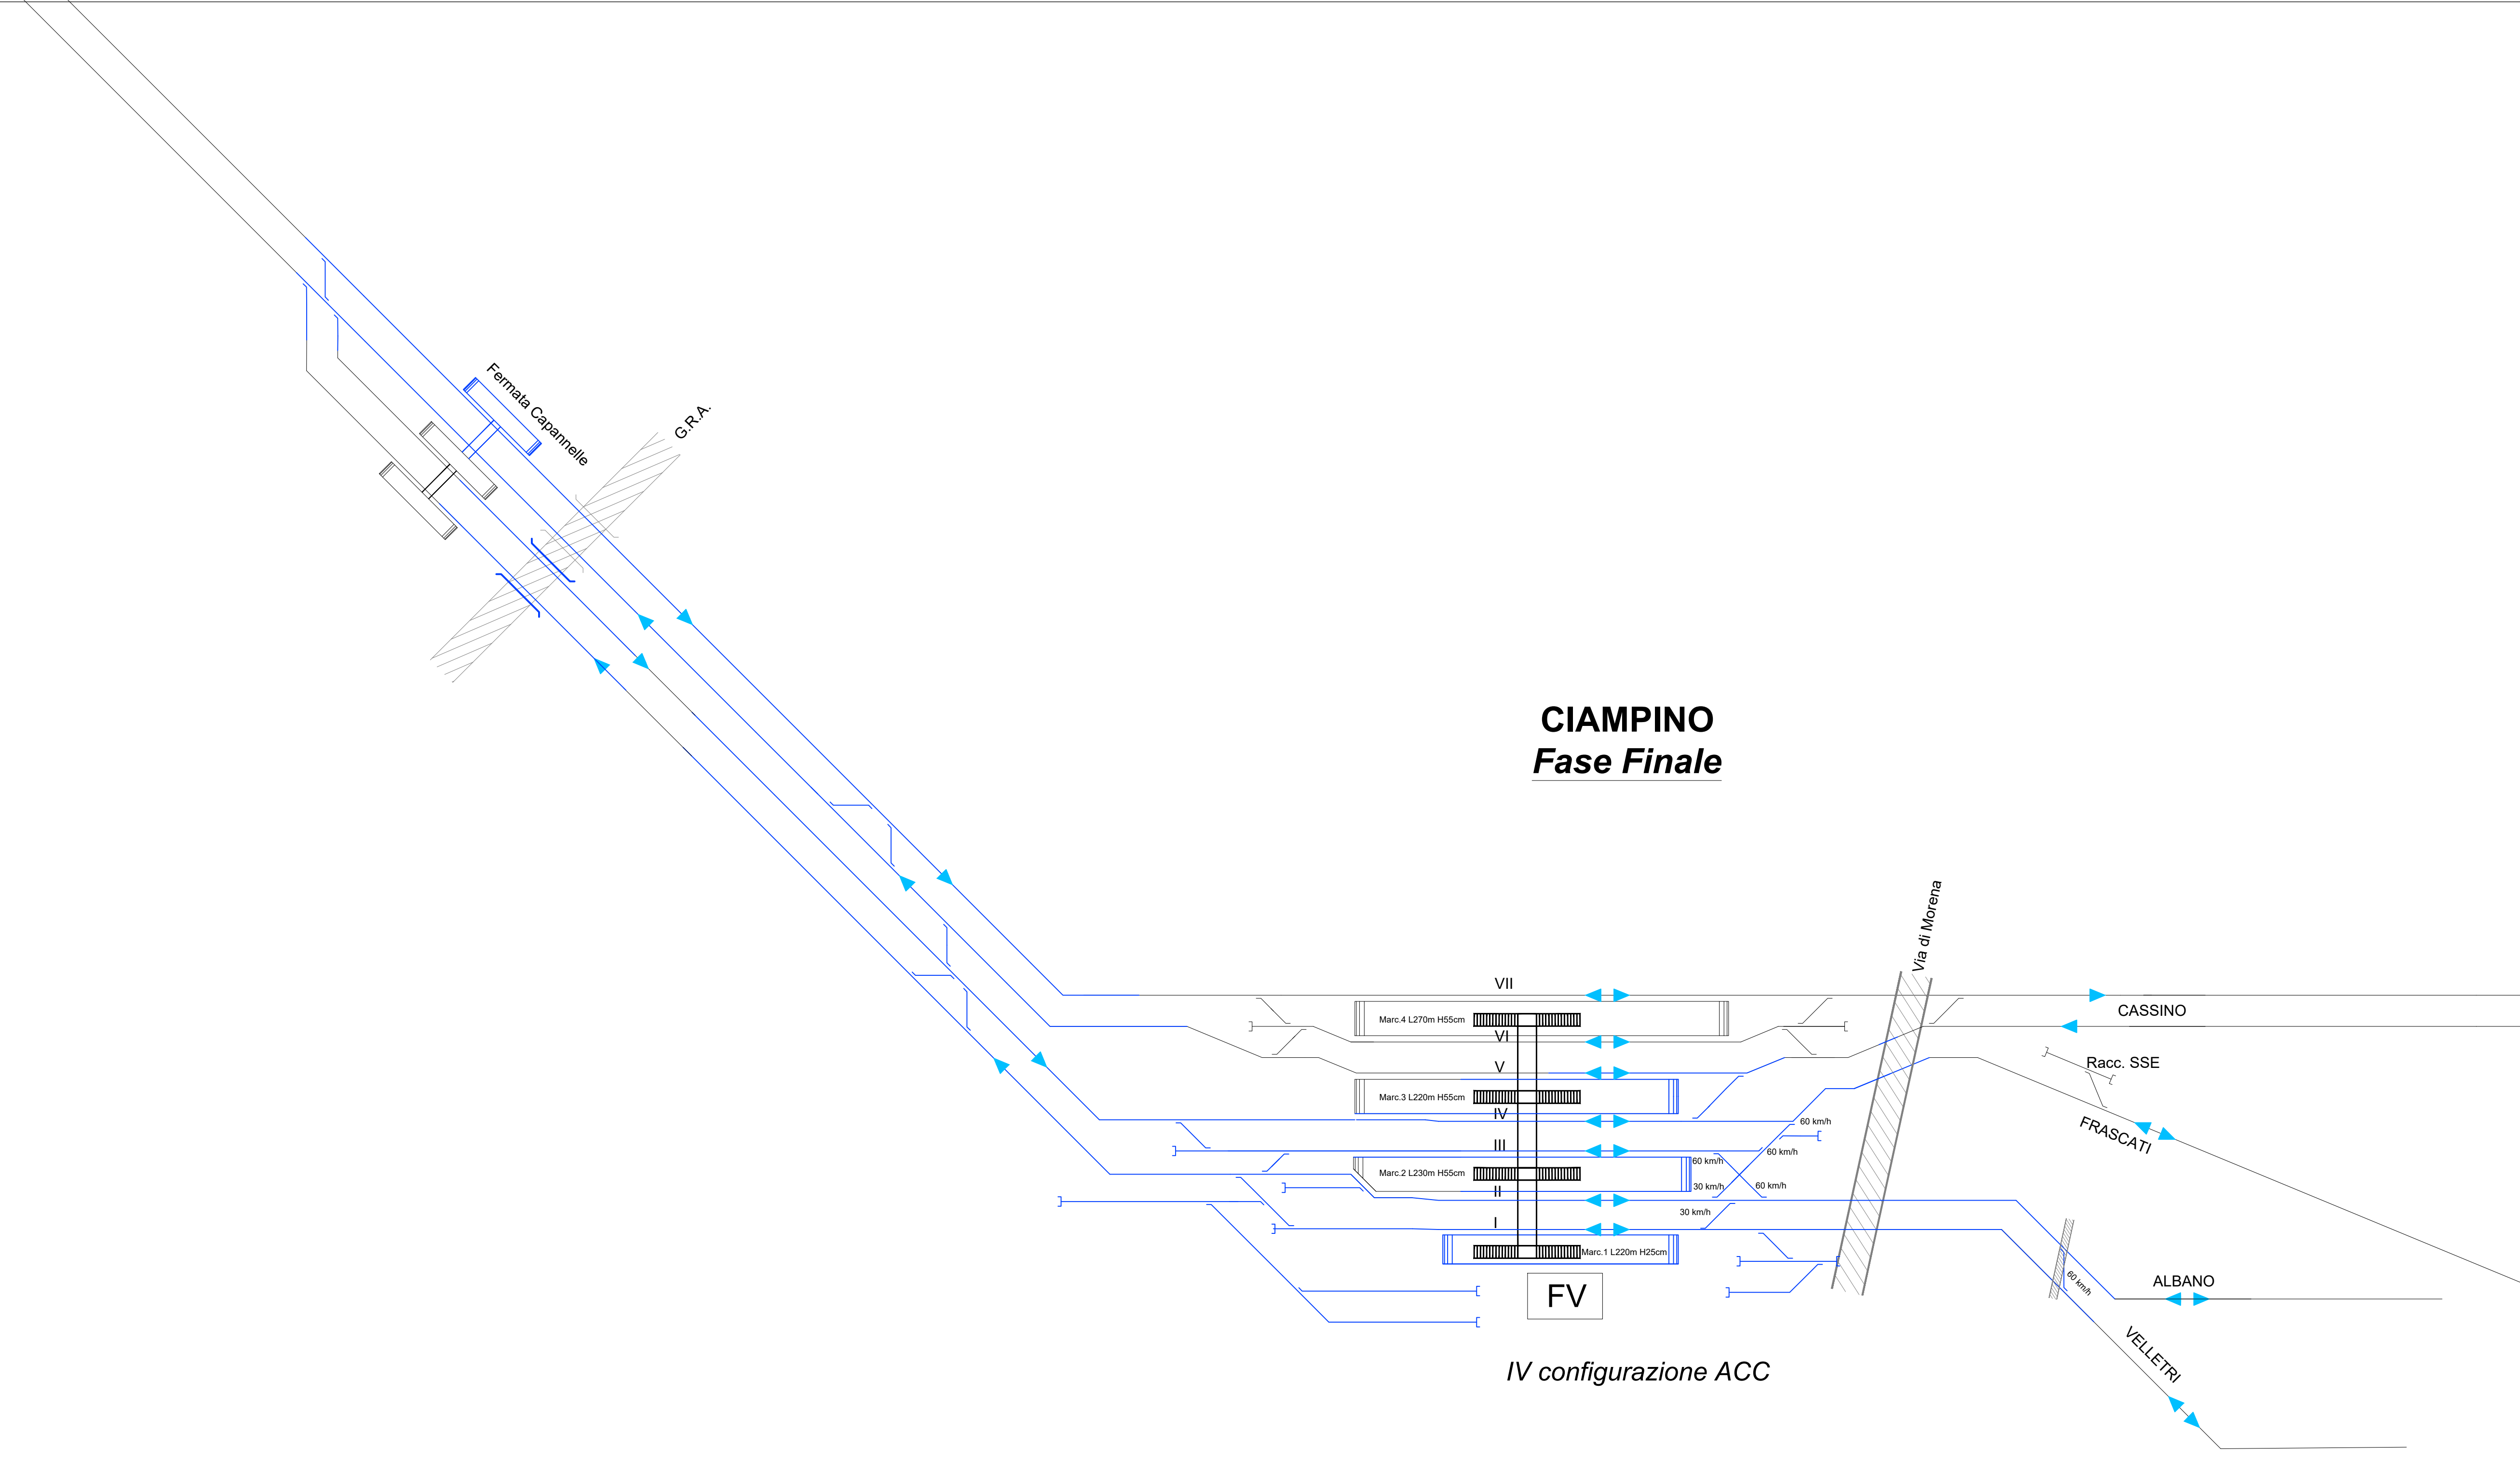 Fermata Capannelle
G.R.A.
CIAMPINO
Fase Finale
Via di Morena
VII
CASSINO
Marc.4 L270m H55cm
VI
V
Racc. SSE
Marc.3 L220m H55cm
IV
60 km/h
FRASCATI
III
60 km/h
60 km/h
Marc.2 L230m H55cm
II
30 km/h
60 km/h
30 km/h
I
Marc.1 L220m H25cm
60 km/h
ALBANO
FV
VELLETRI
IV configurazione ACC